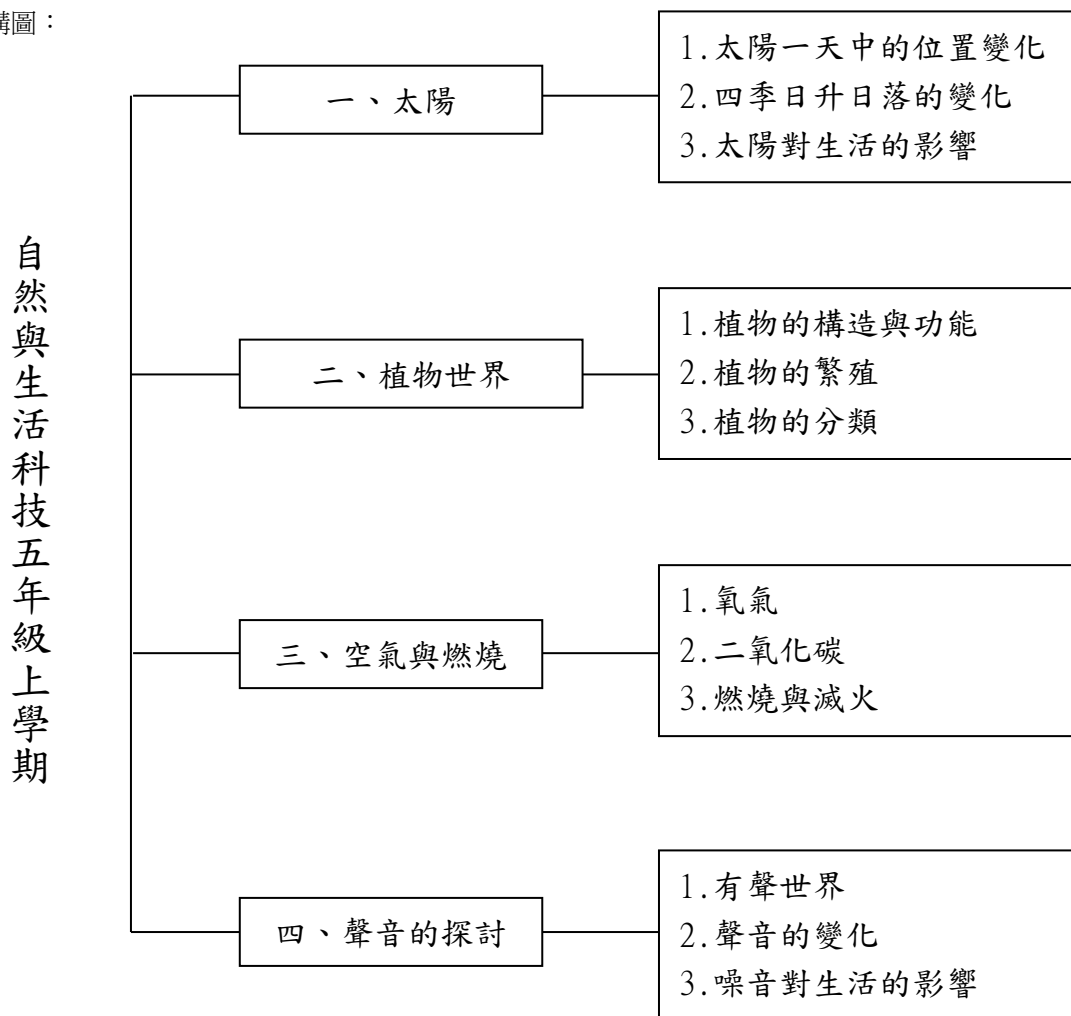 構圖：
自然與生活科技五年級上學期
一、太陽
1.太陽一天中的位置變化
2.四季日升日落的變化
3.太陽對生活的影響
二、植物世界
1.植物的構造與功能
2.植物的繁殖
3.植物的分類
三、空氣與燃燒
1.氧氣
2.二氧化碳
3.燃燒與滅火
四、聲音的探討
1.有聲世界
2.聲音的變化
3.噪音對生活的影響